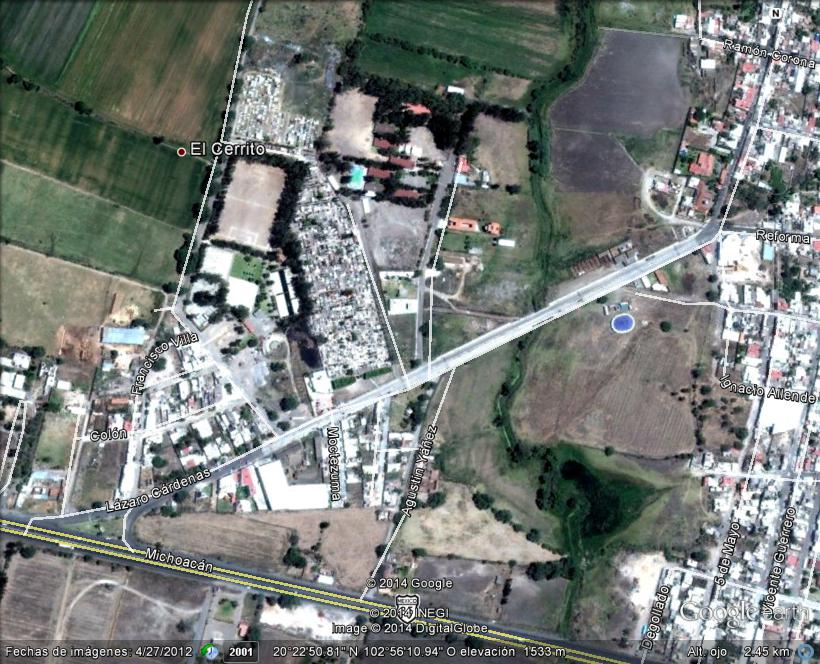 N
Ramón Corona
El Cerrito
Reforma
Francisco Villa
Ignacio Allende
Colón
Moctezuma
Agustín Yáñez
Lázaro Cárdenas
Michoacán
5 de Mayo
Vicente Guerrero
Degollado
© 2014 Google
© 2014 INEGI
Image © 2014 DigitalGlobe
Google earth
Fechas de imágenes: 4/27/2012 2001 20°22'50.81" N 102°56'10.94" O elevación 1533 m Alt. ojo 2.45 km